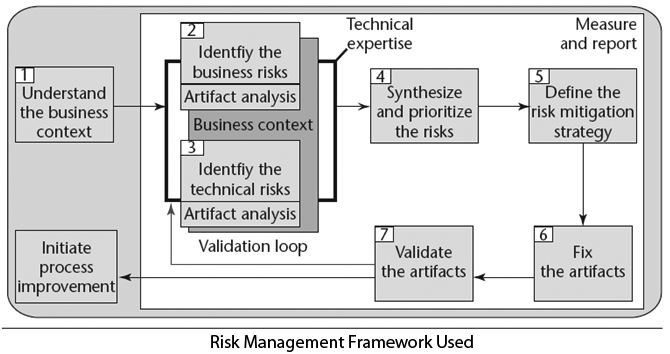 1
Understand
the business
context
2
Identfiy the
business risks
Artifact analysis
Business context
3
Identfiy the
technical risks
Artifact analysis
Validation loop
Technical
expertise
Measure
and report
4
Synthesize
and prioritize
the risks
5
Define the
risk mitigation
strategy
6
Fix
the artifacts
7
Validate
the artifacts
Initiate
process
improvement
Risk Management Framework Used